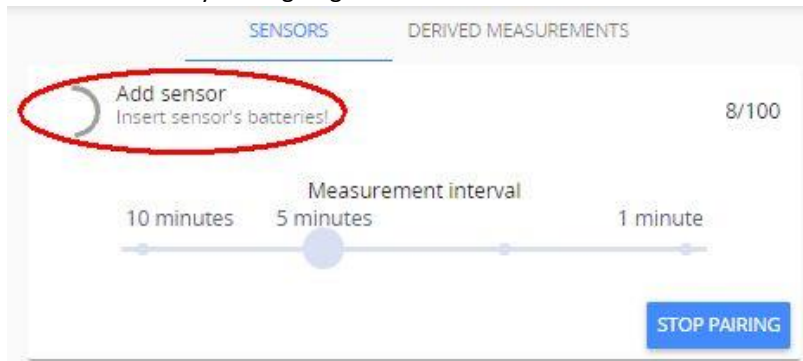 SENSORS DERIVED MEASUREMENTS
Add sensor
Insert sensor's batteries!
8/100
Measurement interval
10 minutes 5 minutes 1 minute
STOP PAIRING